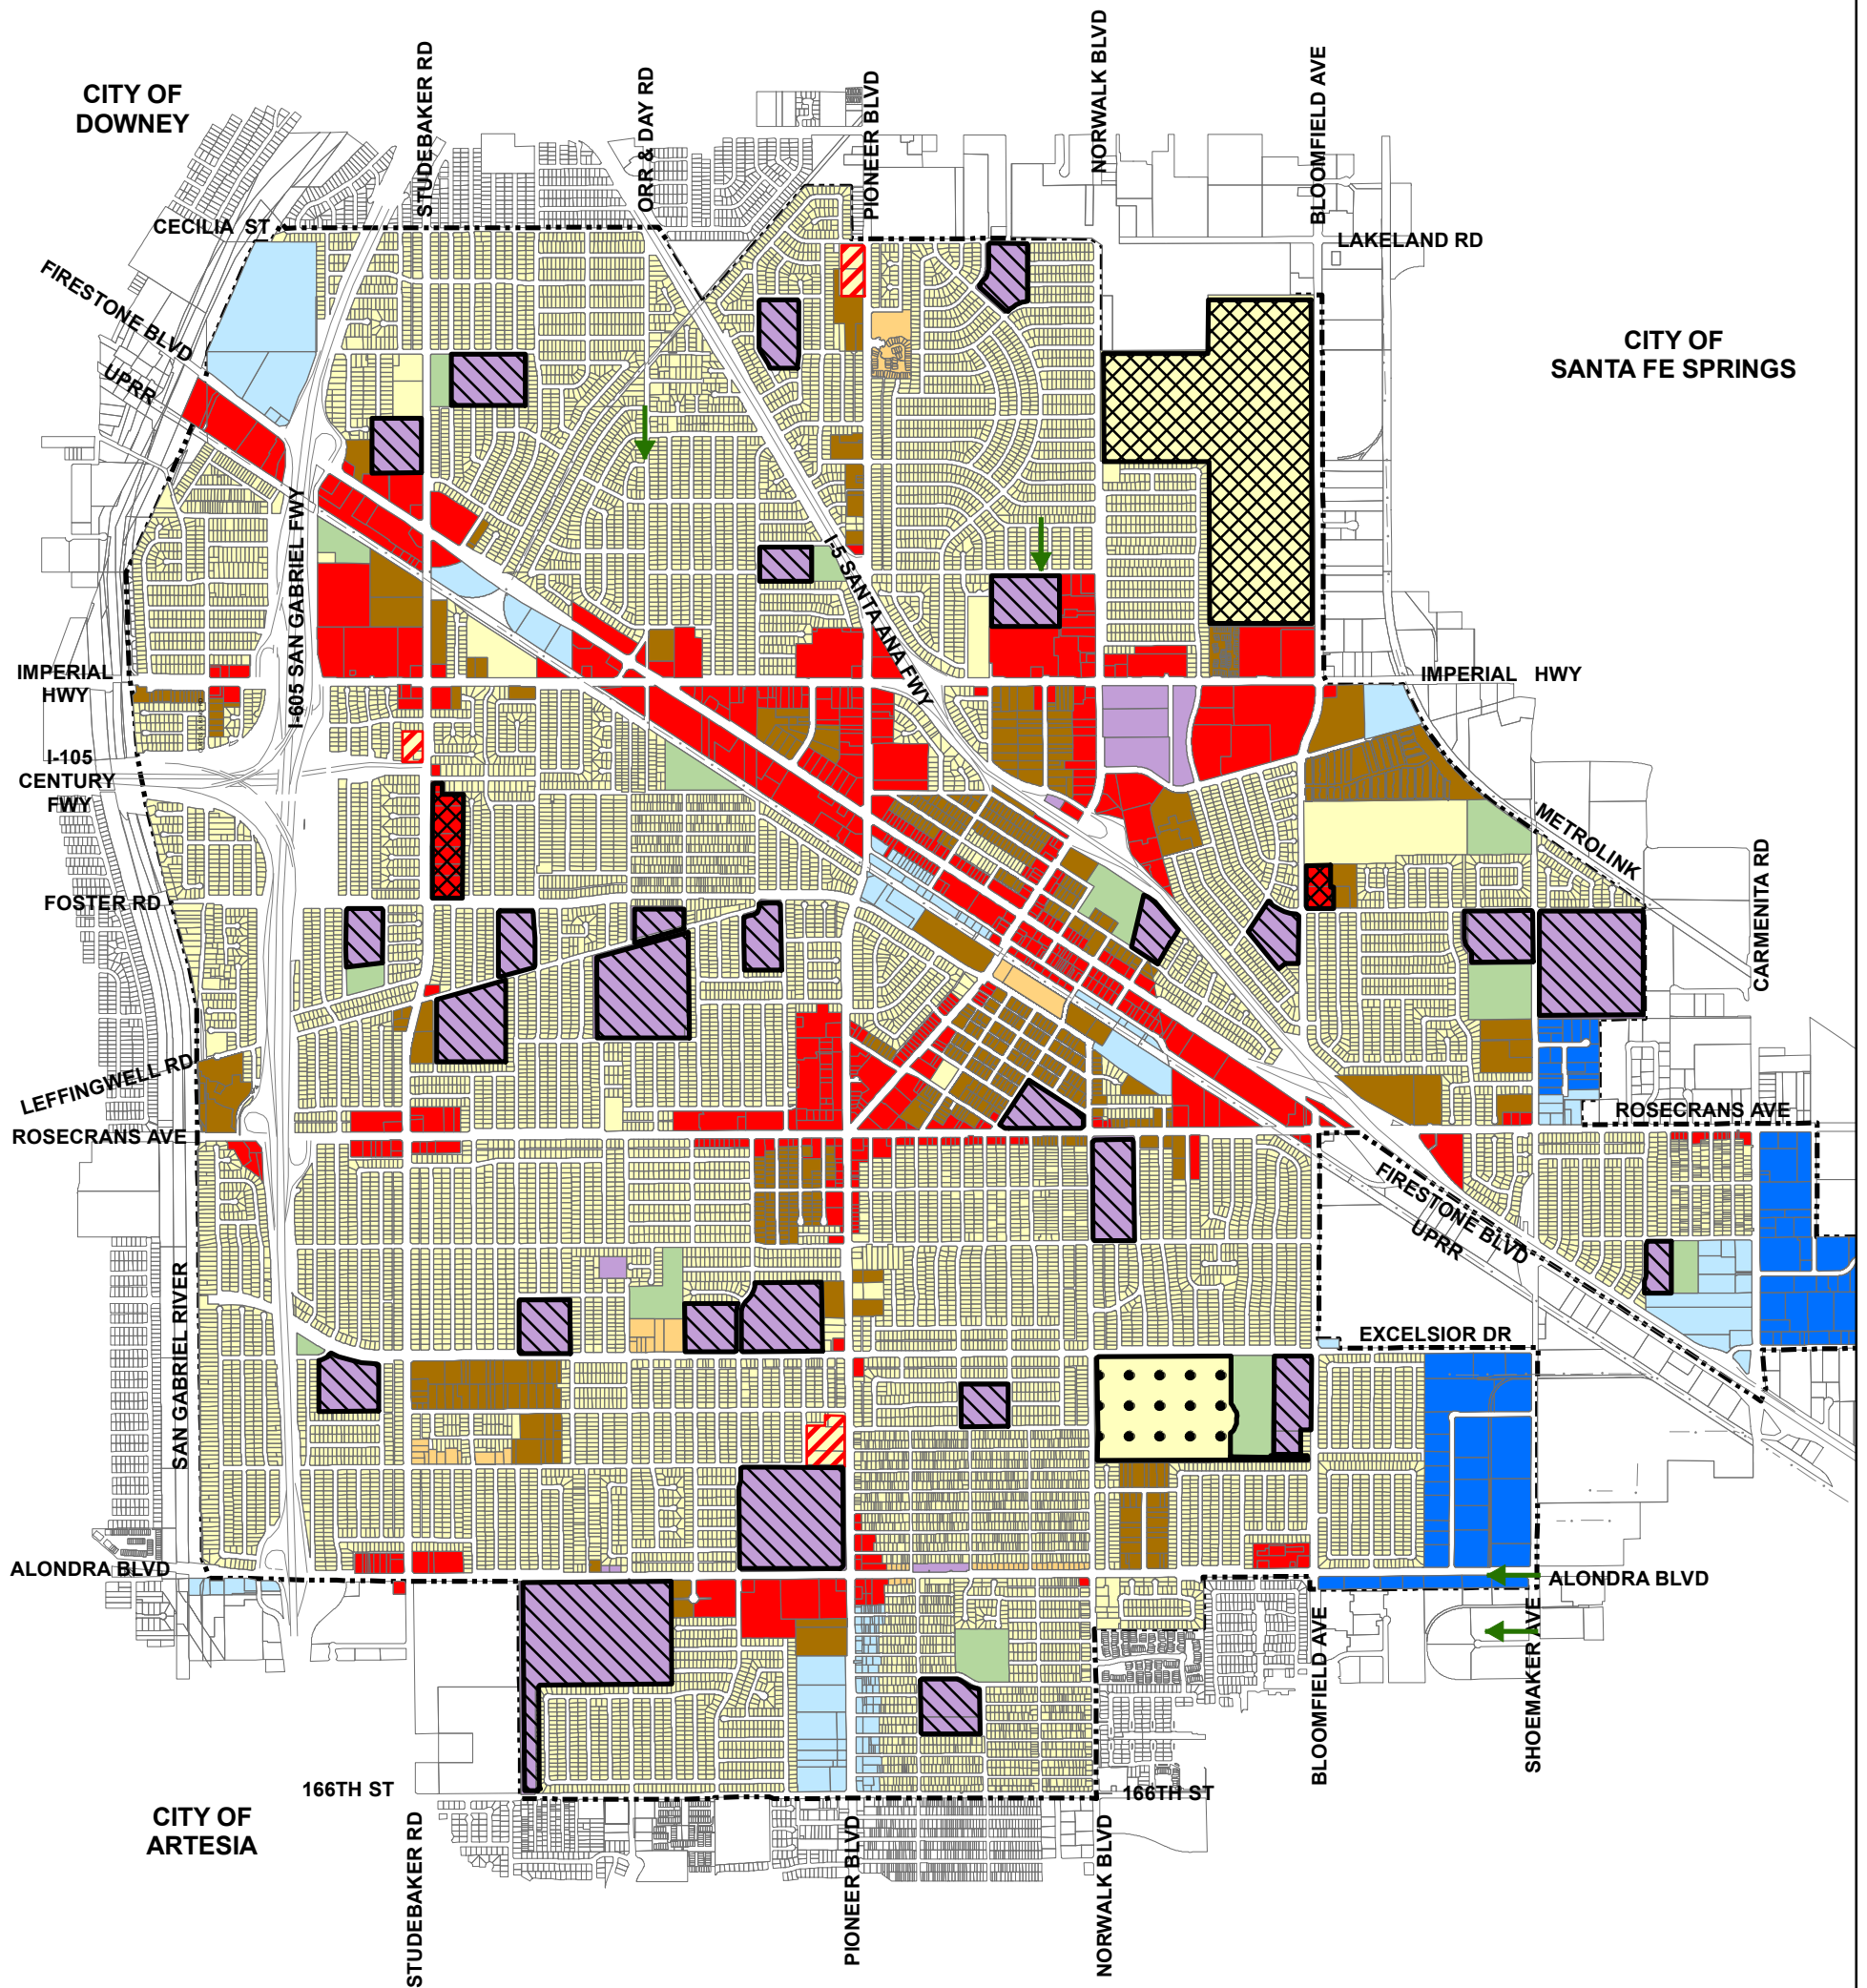 CITY OF
DOWNEY
STUDEBAKER RD
ORR & DAY RD
PIONEER BLVD
NORWALK BLVD
BLOOMFIELD AVE
CECILIA ST
LAKELAND RD
FIRESTONE BLVD
UPRR
CITY OF
SANTA FE SPRINGS
I-605 SAN GABRIEL FWY
I-5 SANTA ANA FWY
IMPERIAL
HWY
IMPERIAL HWY
I-105
CENTURY
FWY
METROLINK
CARMENITA RD
FOSTER RD
LEFFINGWELL RD
ROSECRANS AVE
ROSECRANS AVE
FIRESTONE BLVD
UPRR
SAN GABRIEL RIVER
EXCELSIOR DR
ALONDRA BLVD
ALONDRA BLVD
BLOOMFIELD AVE
SHOEMAKER AVE
166TH ST
166TH ST
CITY OF
ARTESIA
STUDEBAKER RD
PIONEER BLVD
NORWALK BLVD